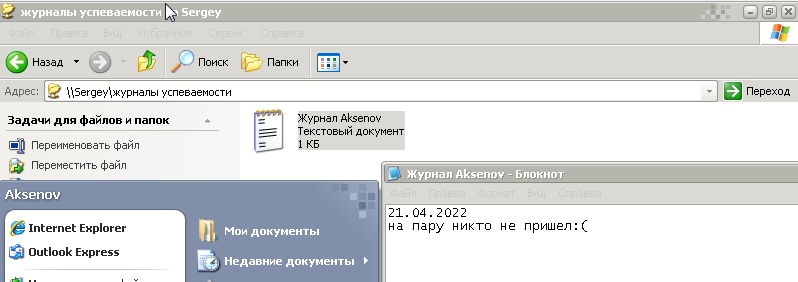 журналы успеваемости на Sergey
Файл Правка Вид Избранное Сервис Справка
Назад Поиск Папки
Адрес: \\Sergey\журналы успеваемости Переход
Задачи для файлов и папок
Переименовать файл
Переместить файл
Журнал Aksenov
Текстовый документ
1 КБ
Aksenov
Internet Explorer
Outlook Express
Мои документы
Недавние документы
Журнал Aksenov - Блокнот
Файл Правка Формат Вид Справка
21.04.2022
на пару никто не пришел:(